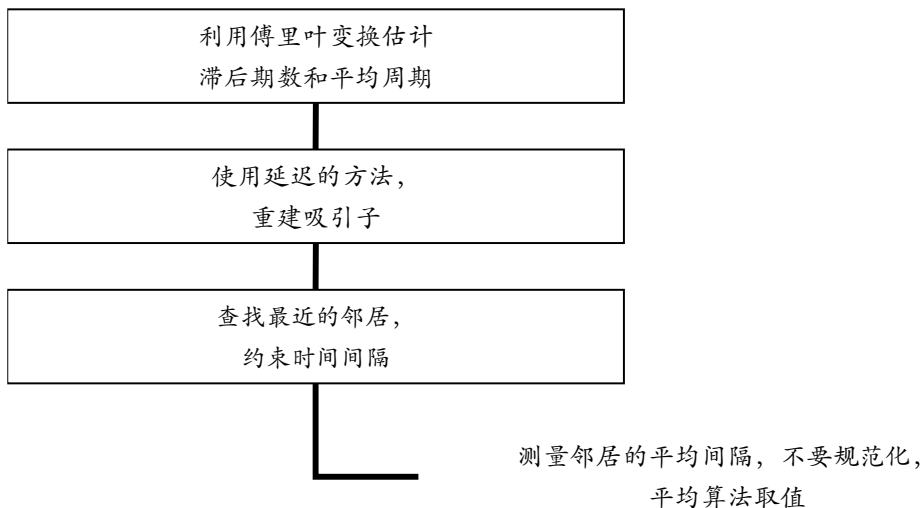 利用傅里叶变换估计
滞后期数和平均周期
使用延迟的方法，
重建吸引子
查找最近的邻居，
约束时间间隔
测量邻居的平均间隔，不要规范化，
平均算法取值